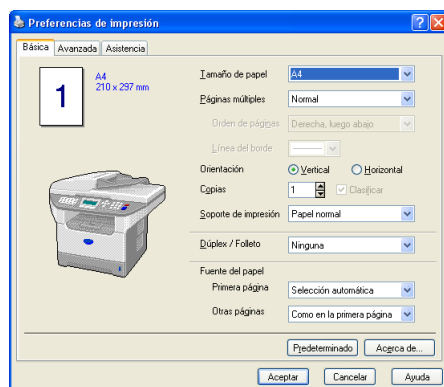 Preferencias de impresión
Básica Avanzada Asistencia
1
A4
210 x 297 mm
Tamaño de papel A4
Páginas múltiples Normal
Orden de páginas Derecha, luego abajo
Línea del borde
Orientación Vertical Horizontal
Copias 1 Clasificar
Soporte de impresión Papel normal
Dúplex / Folleto Ninguna
Fuente del papel
Primera página Selección automática
Otras páginas Como en la primera página
Predeterminado Acerca de...
Aceptar Cancelar Ayuda